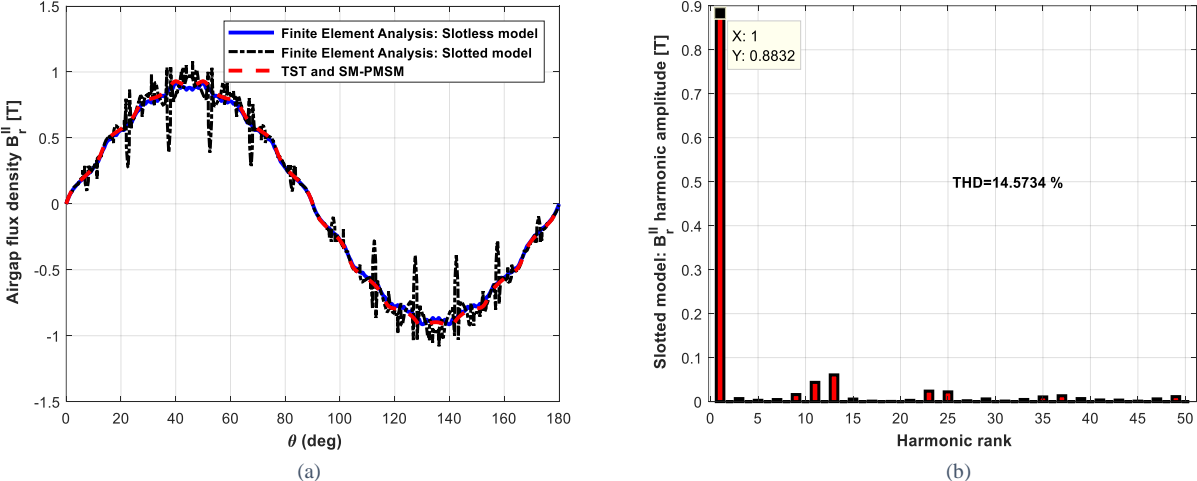 1.5
1
0.5
0
-0.5
-1
-1.5
0 20 40 60 80 100 120 140 160 180
Airgap flux density B_r^II [T]
θ (deg)
Finite Element Analysis: Slotless model
Finite Element Analysis: Slotted model
TST and SM-PMSM
(a)
0.9
0.8
0.7
0.6
0.5
0.4
0.3
0.2
0.1
0
0 5 10 15 20 25 30 35 40 45 50
Slotted model: B_r^II harmonic amplitude [T]
Harmonic rank
X: 1
Y: 0.8832
THD=14.5734 %
(b)